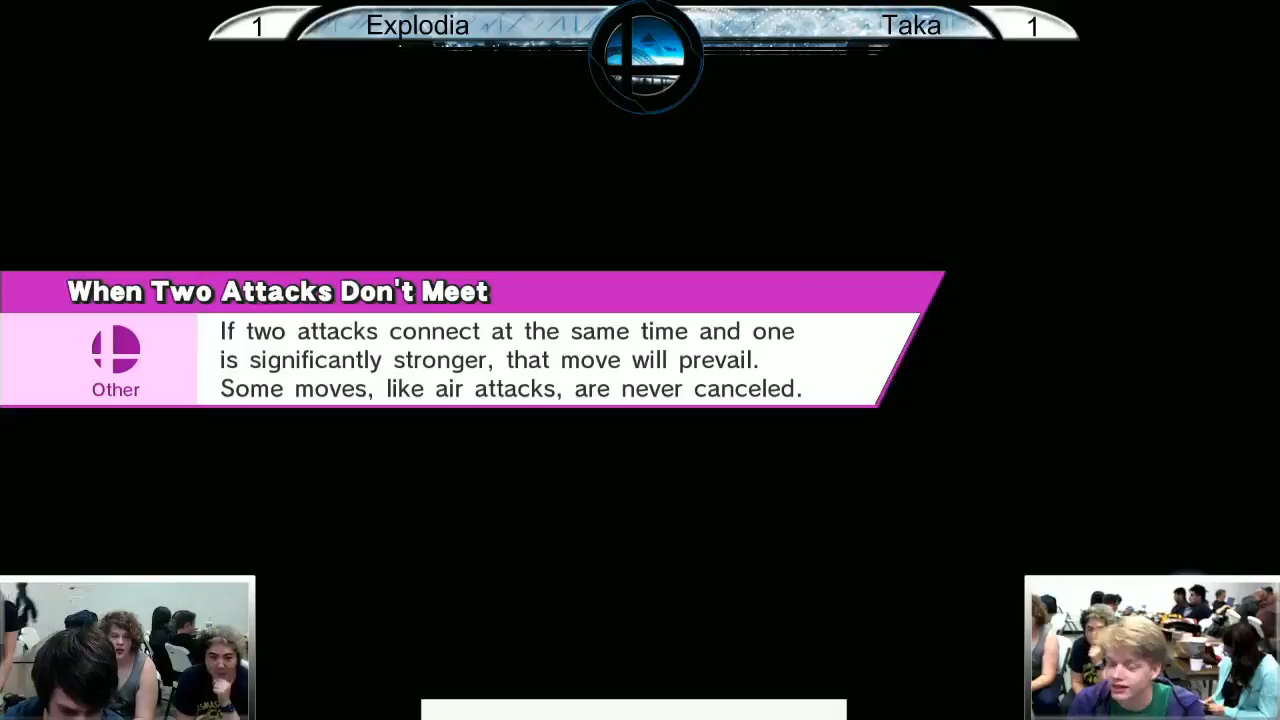 1 Explodia Taka 1
When Two Attacks Don't Meet
If two attacks connect at the same time and one
is significantly stronger, that move will prevail.
Some moves, like air attacks, are never canceled.
Other